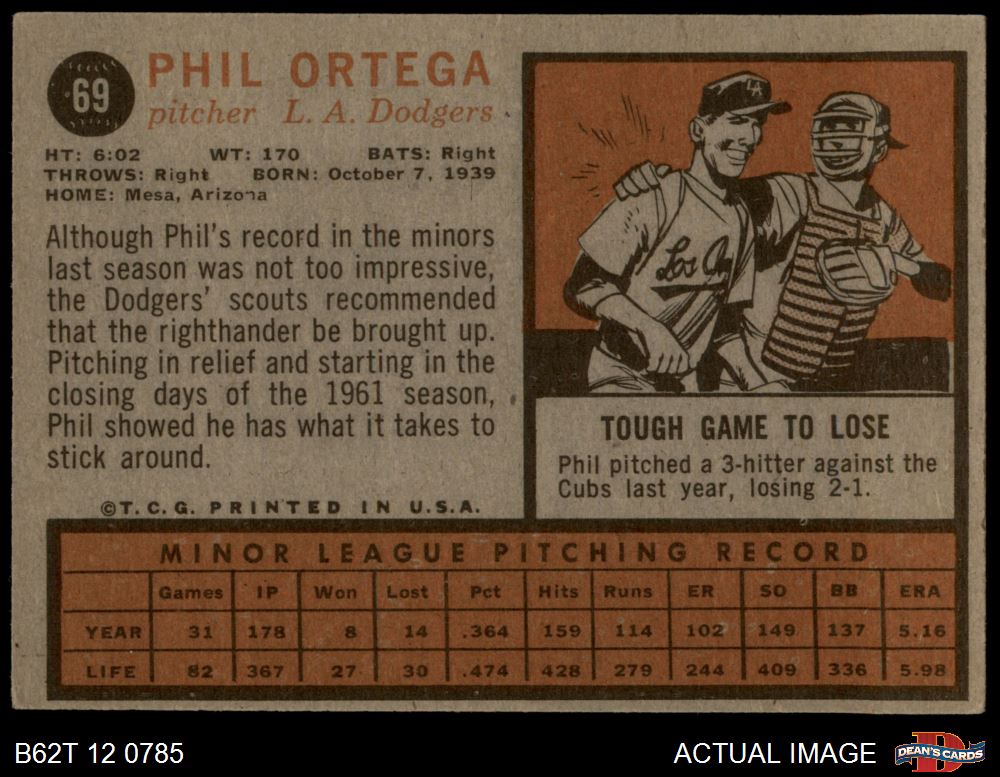 69
PHIL ORTEGA
pitcher L. A. Dodgers
HT: 6:02 WT: 170 BATS: Right
THROWS: Right BORN: October 7, 1939
HOME: Mesa, Arizona
Although Phil's record in the minors
last season was not too impressive,
the Dodgers' scouts recommended
that the righthander be brought up.
Pitching in relief and starting in the
closing days of the 1961 season,
Phil showed he has what it takes to
stick around.
©T.C.G. PRINTED IN U.S.A.
LA
Los An
TOUGH GAME TO LOSE
Phil pitched a 3-hitter against the
Cubs last year, losing 2-1.
MINOR LEAGUE PITCHING RECORD
Games IP Won Lost Pct Hits Runs ER SO BB ERA
YEAR 31 178 8 14 .364 159 114 102 149 137 5.16
LIFE 82 367 27 30 .474 428 279 244 409 336 5.98
B62T 12 0785
ACTUAL IMAGE
D
DEAN'S CARDS